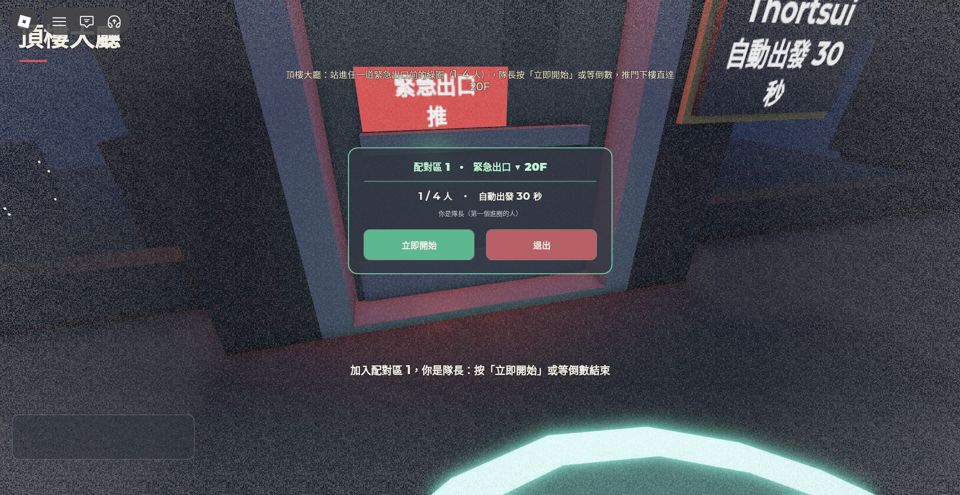 頂樓大廳
Thortsui
自動出發 30
秒
頂樓大廳：站進任一道緊急出口前的綠圈（1-4 人），隊長按「立即開始」或等倒數，推門下樓直達
20F
緊急出口
推
配對區 1 • 緊急出口 ▼ 20F
1 / 4 人 • 自動出發 30 秒
你是隊長（第一個進圈的人）
立即開始
退出
加入配對區 1，你是隊長：按「立即開始」或等倒數結束